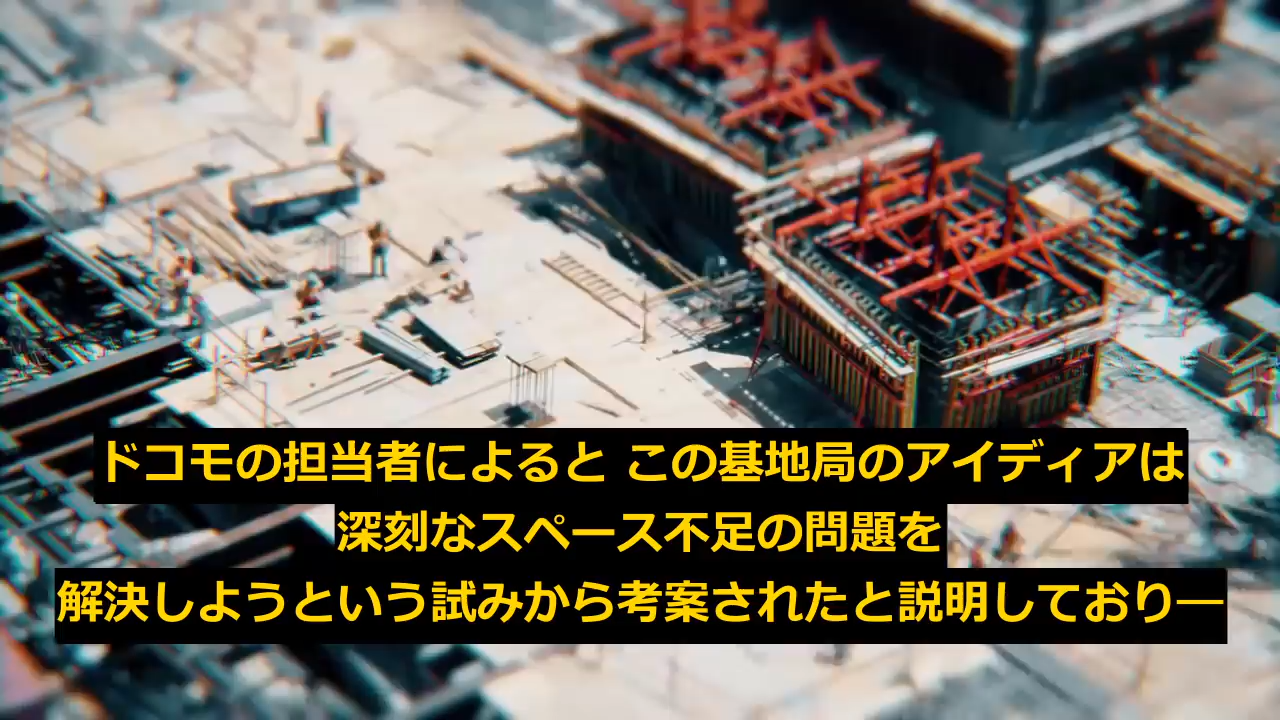 ドコモの担当者によると この基地局のアイディアは
深刻なスペース不足の問題を
解決しようという試みから考案されたと説明しており―